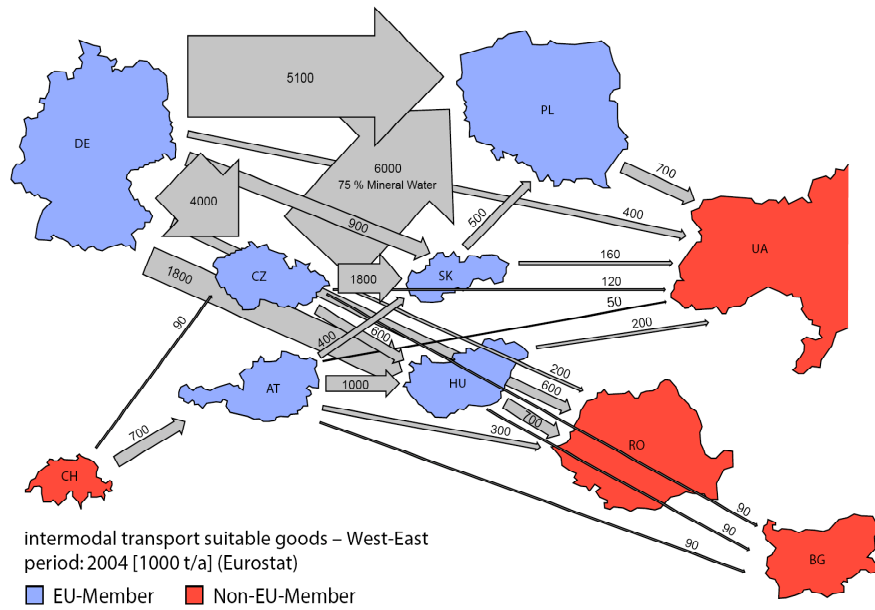 5100
PL
DE
6000
75 % Mineral Water
700
4000
900
500
400
UA
160
1800
CZ
1800
SK
120
50
90
600
400
200
200
AT
1000
HU
600
700
300
RO
700
CH
90
90
90
BG
intermodal transport suitable goods – West-East
period: 2004 [1000 t/a] (Eurostat)
EU-Member
Non-EU-Member